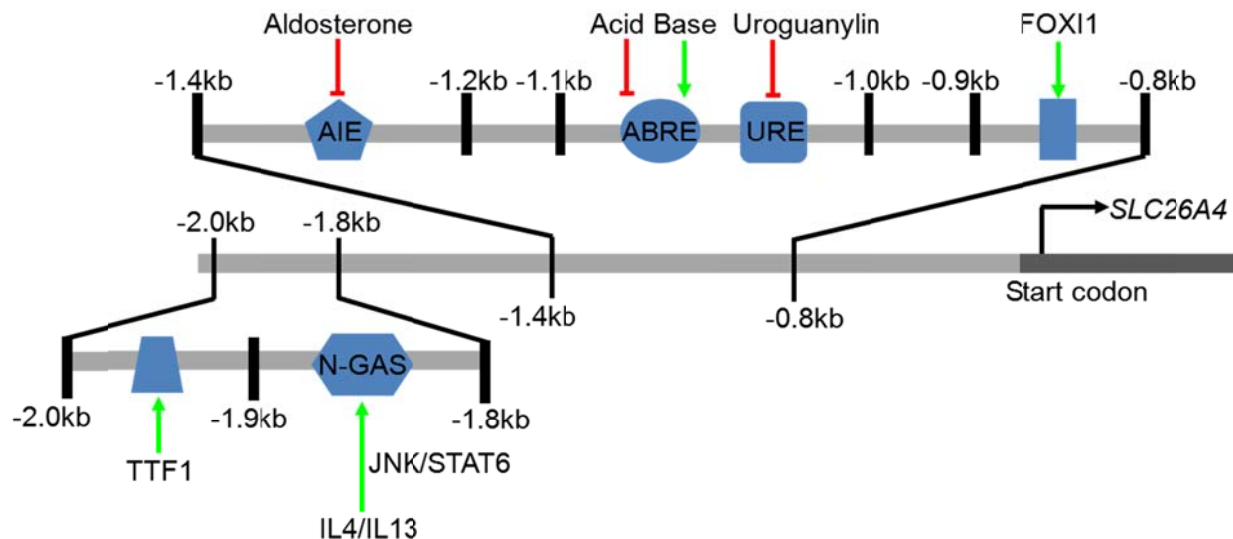 Aldosterone
Acid Base Uroguanylin
FOXI1
-1.4kb
-1.2kb
-1.1kb
-1.0kb
-0.9kb
-0.8kb
AIE
ABRE
URE
-2.0kb
-1.8kb
SLC26A4
Start codon
-1.4kb
-0.8kb
N-GAS
-2.0kb
-1.9kb
-1.8kb
TTF1
JNK/STAT6
IL4/IL13